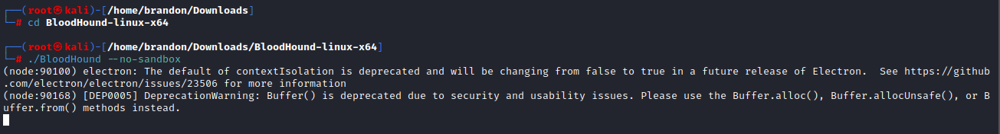 ┌──(root㉿kali)-[/home/brandon/Downloads]
└─# cd BloodHound-linux-x64
┌──(root㉿kali)-[/home/brandon/Downloads/BloodHound-linux-x64]
└─# ./BloodHound --no-sandbox
(node:90100) electron: The default of contextIsolation is deprecated and will be changing from false to true in a future release of Electron.  See https://github
.com/electron/electron/issues/23506 for more information
(node:90168) [DEP0005] DeprecationWarning: Buffer() is deprecated due to security and usability issues. Please use the Buffer.alloc(), Buffer.allocUnsafe(), or B
uffer.from() methods instead.